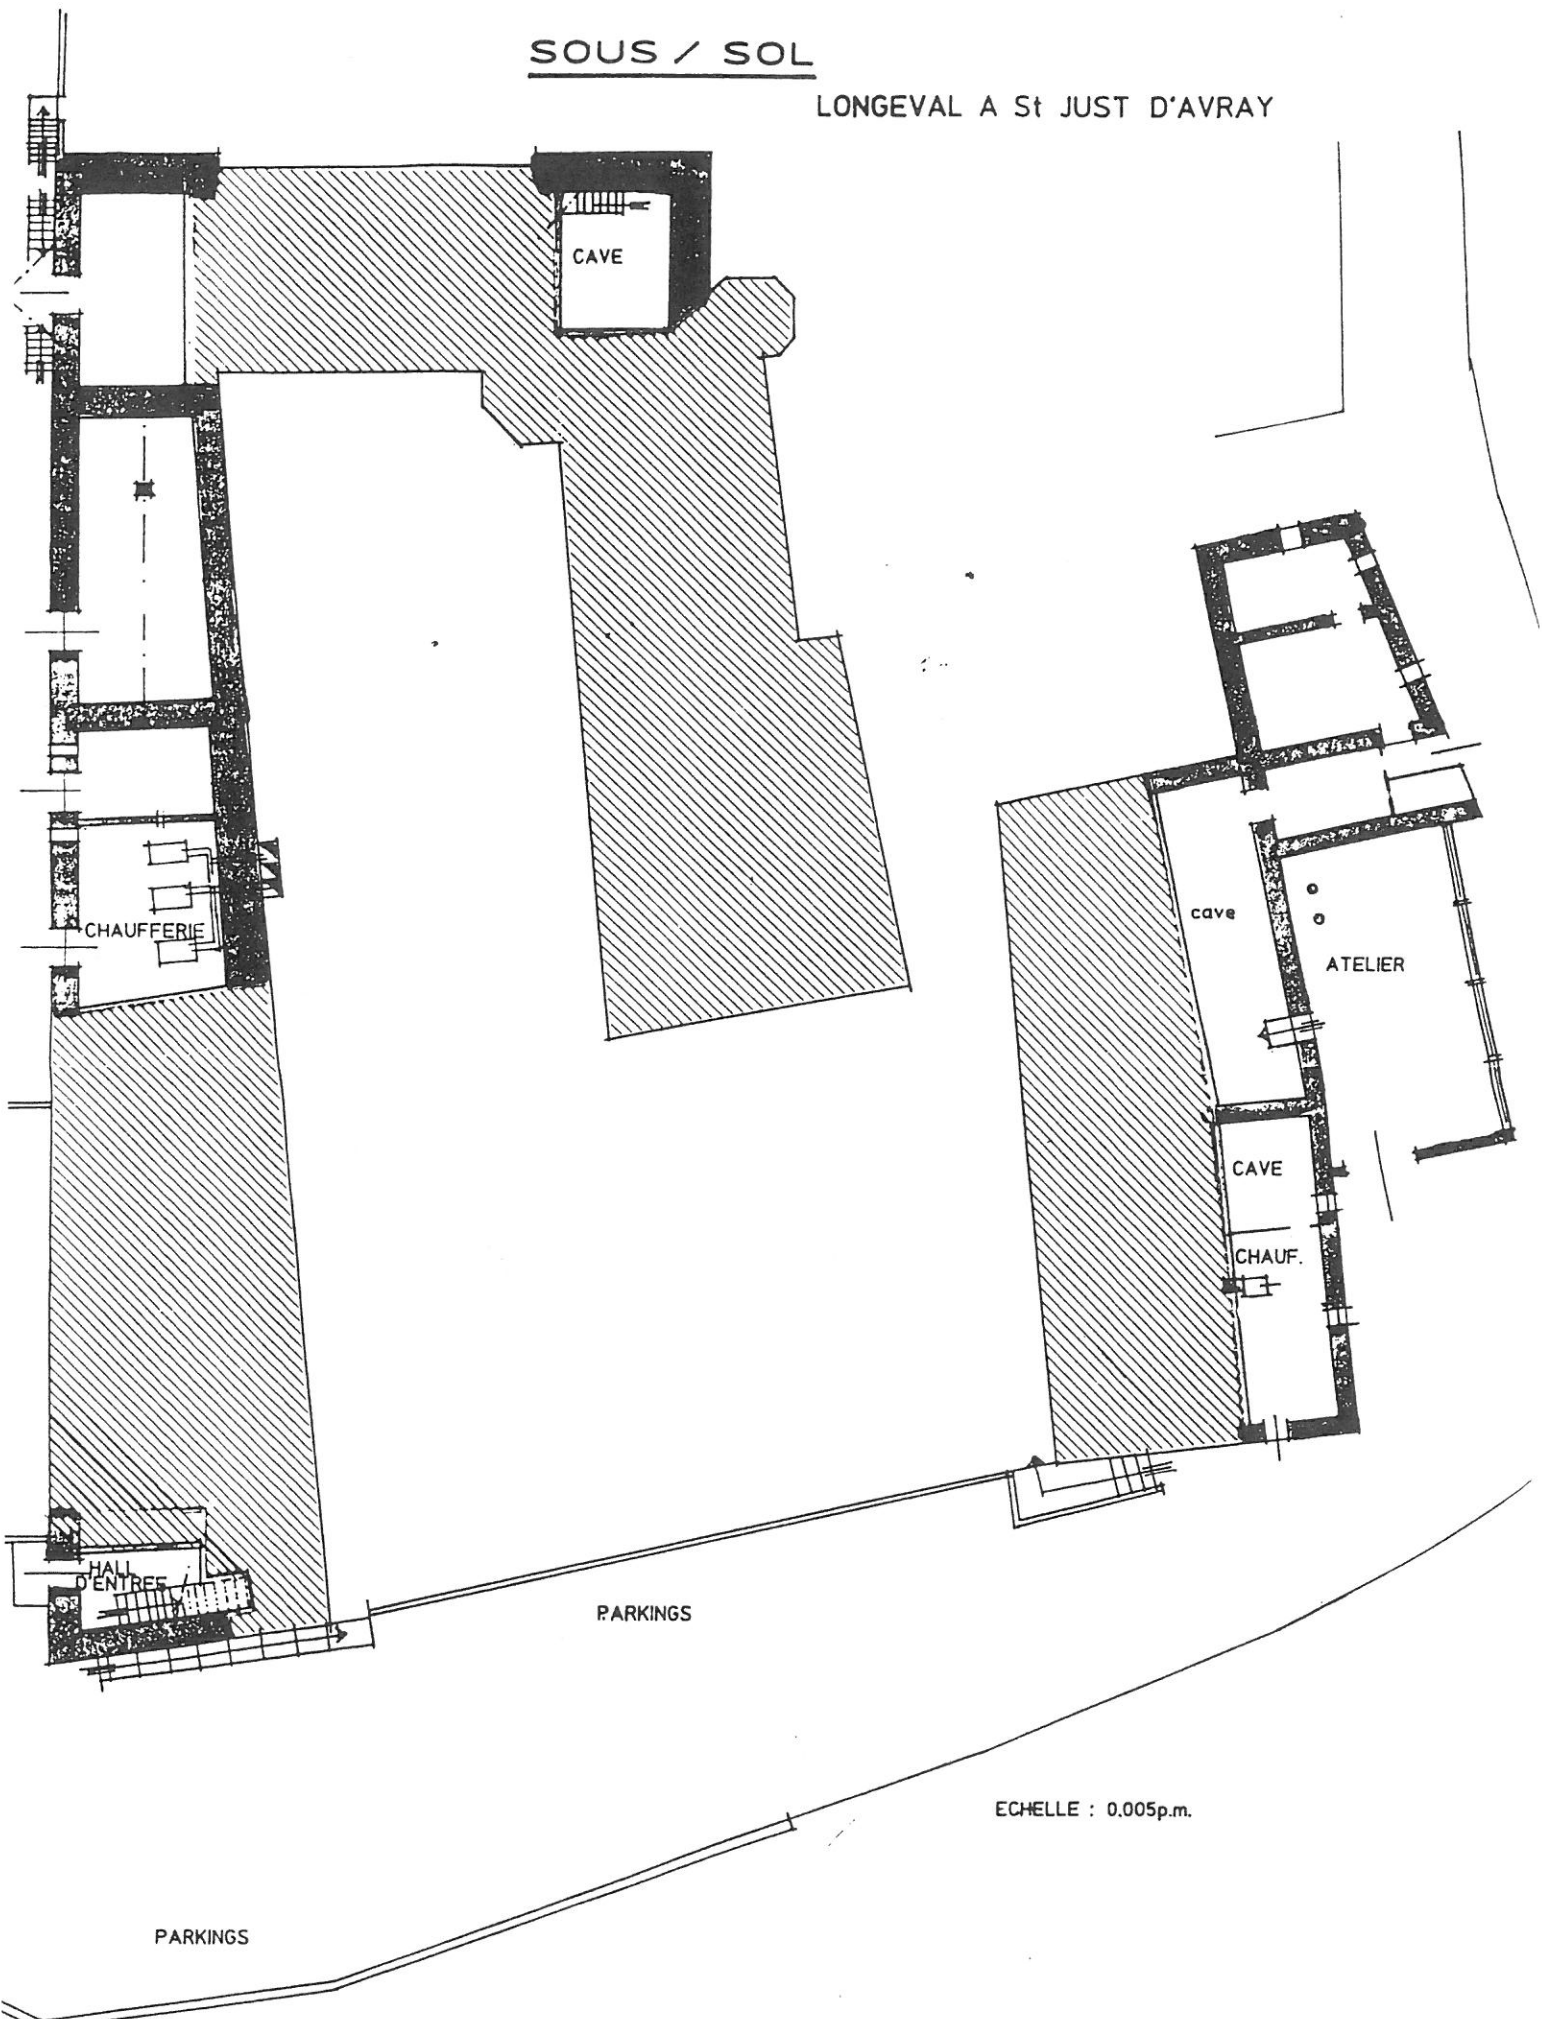 SOUS / SOL
LONGEVAL A St JUST D'AVRAY
CAVE
CHAUFFERIE
cave
ATELIER
CAVE
CHAUF.
HALL
D'ENTREE
PARKINGS
ECHELLE : 0.005p.m.
PARKINGS